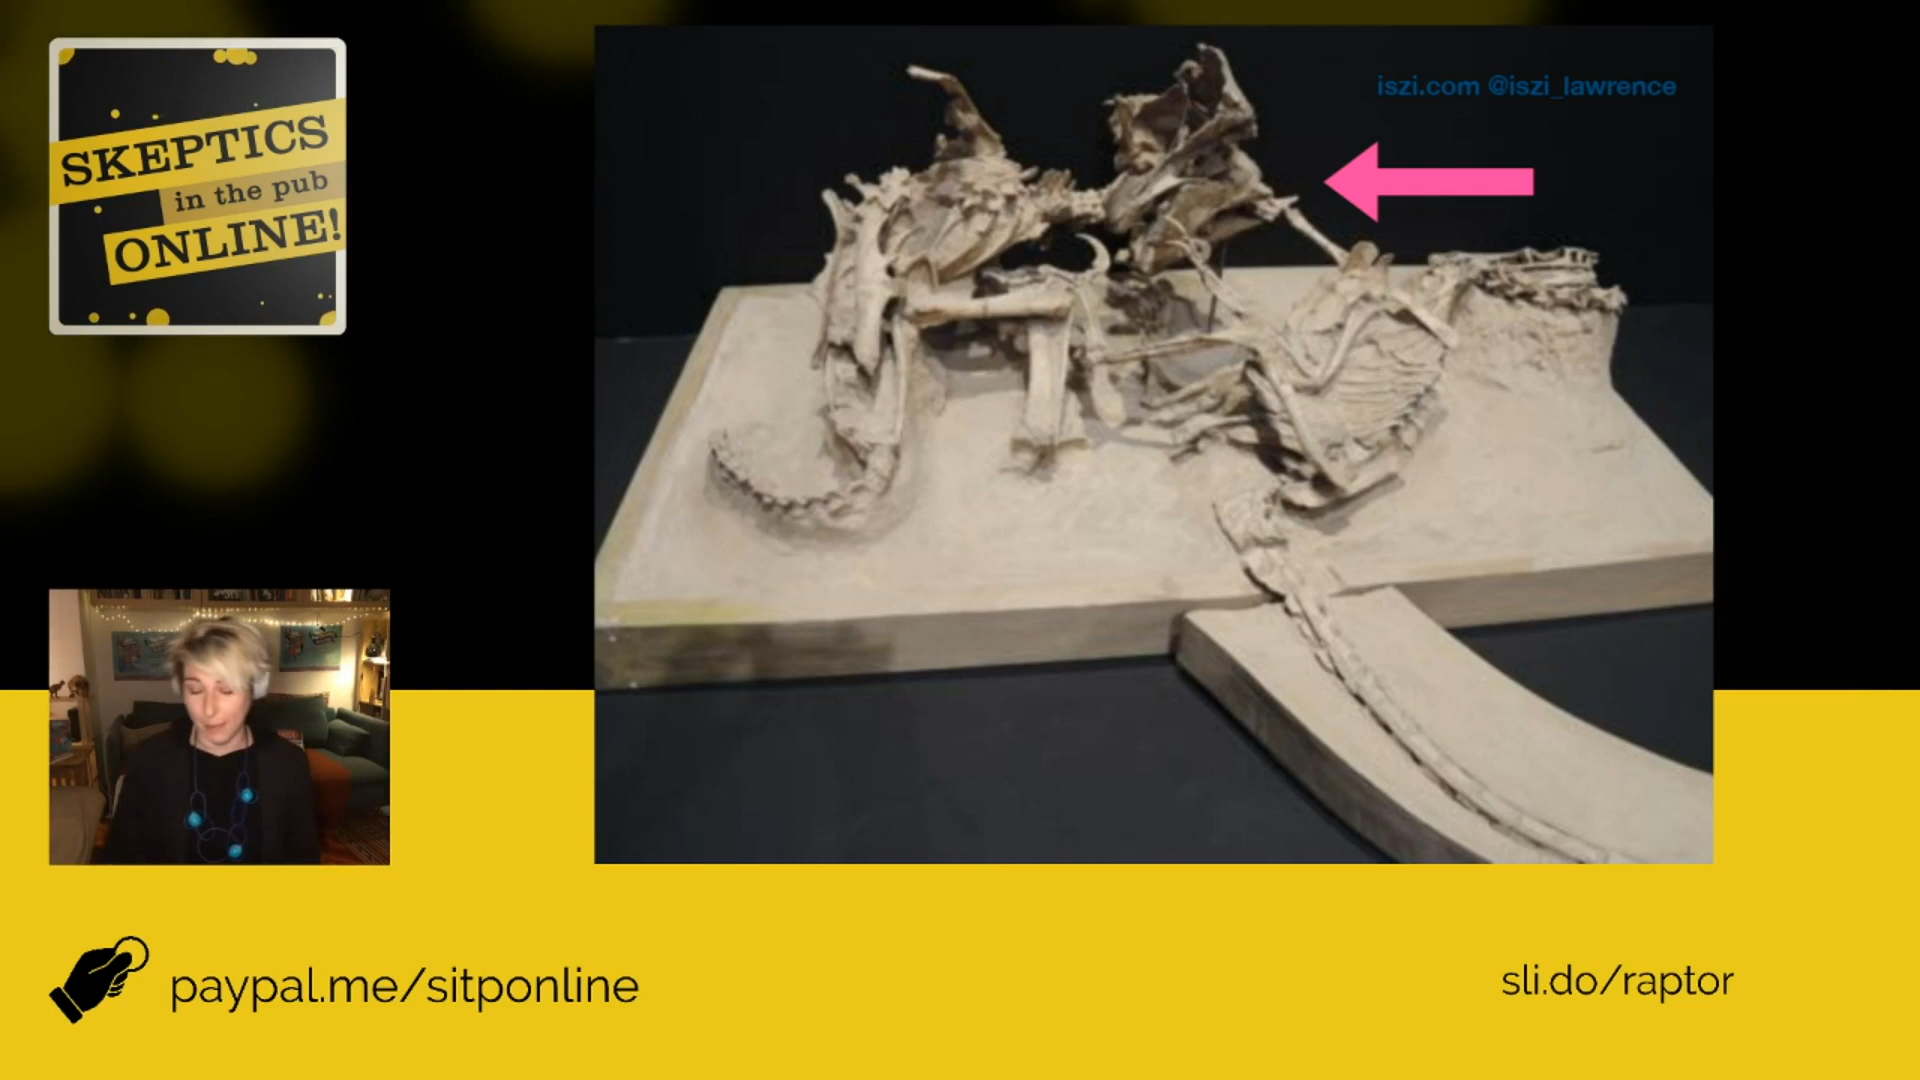 SKEPTICS
in the pub
ONLINE!
iszi.com @iszi_lawrence
paypal.me/sitponline
sli.do/raptor